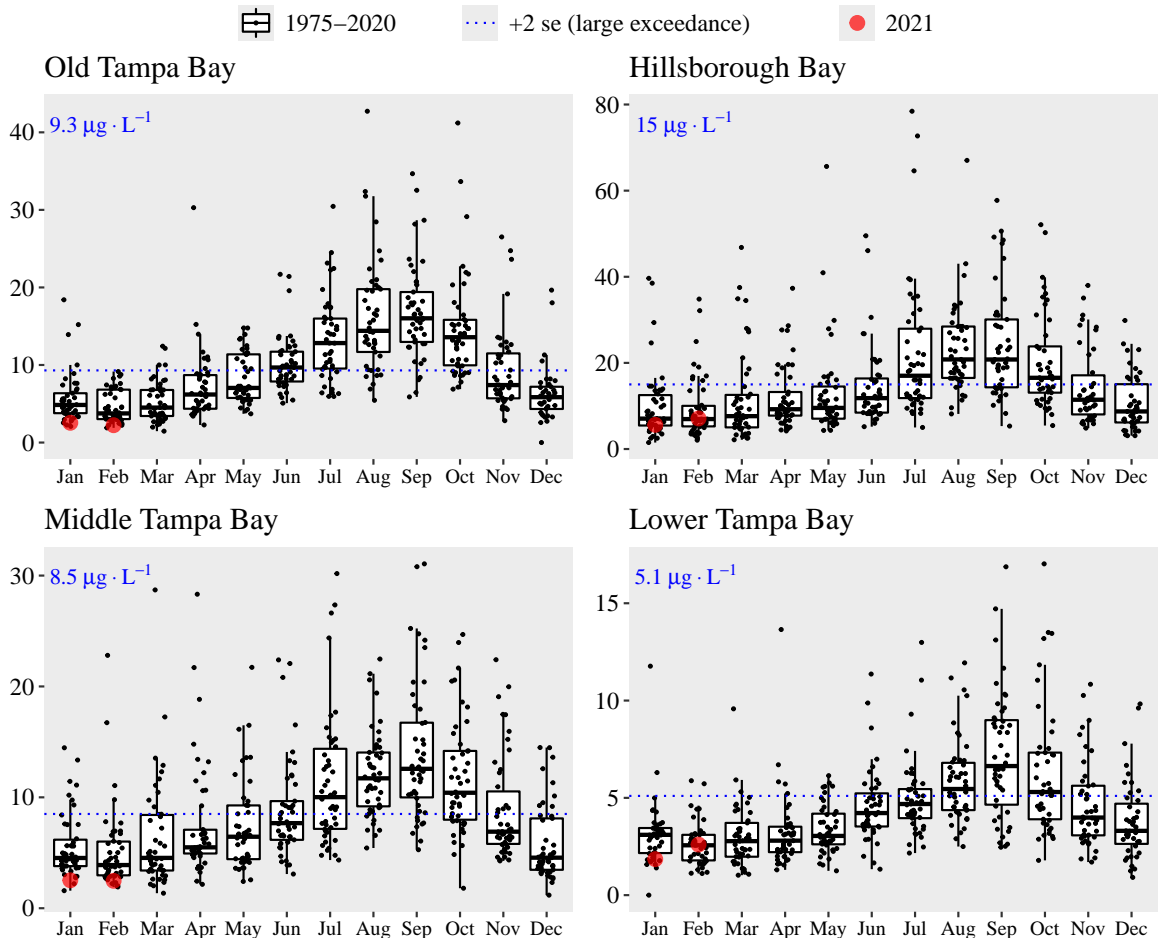 1975–2020 +2 se (large exceedance) 2021
Old Tampa Bay
9.3 μg · L⁻¹
40
30
20
10
0
Jan Feb Mar Apr May Jun Jul Aug Sep Oct Nov Dec
Hillsborough Bay
15 μg · L⁻¹
80
60
40
20
0
Jan Feb Mar Apr May Jun Jul Aug Sep Oct Nov Dec
Middle Tampa Bay
8.5 μg · L⁻¹
30
20
10
0
Jan Feb Mar Apr May Jun Jul Aug Sep Oct Nov Dec
Lower Tampa Bay
5.1 μg · L⁻¹
15
10
5
0
Jan Feb Mar Apr May Jun Jul Aug Sep Oct Nov Dec